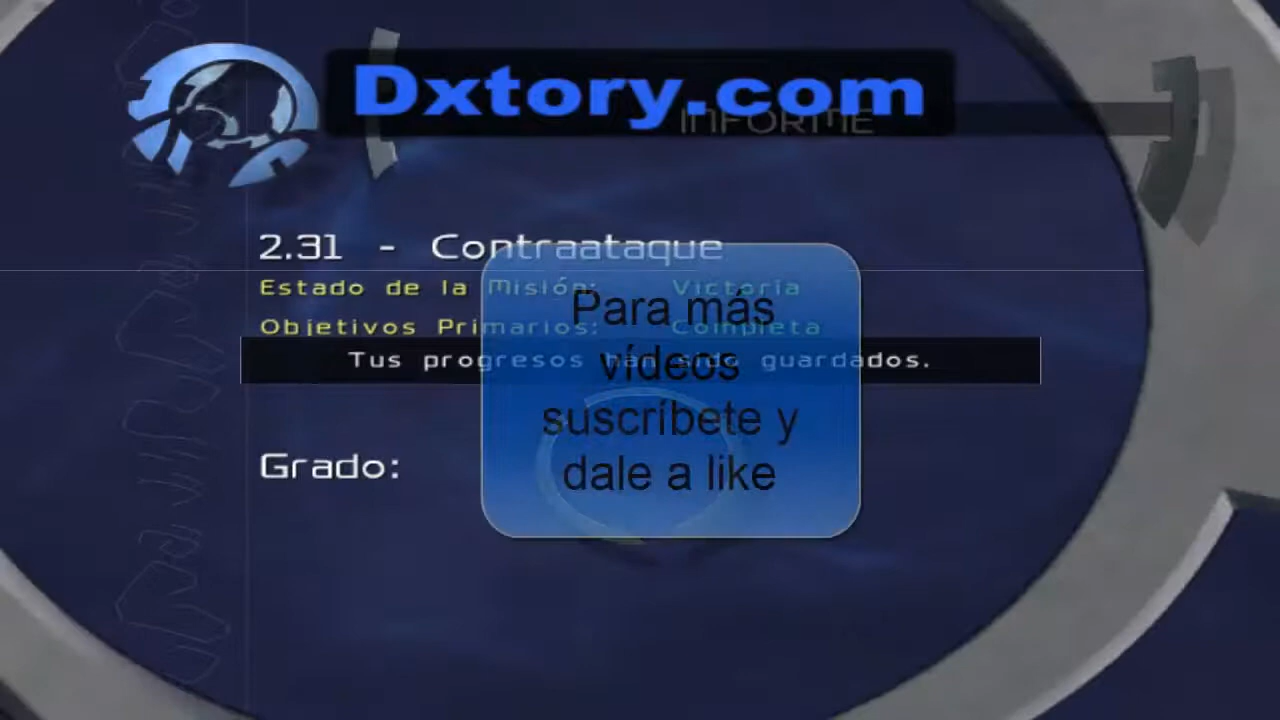 Dxtory.com
INFORME
2.31 - Contraataque
Estado de la Misión: Victoria
Objetivos Primarios: Completa
Tus progresos han sido guardados.
Grado:
Para más
vídeos
suscríbete y
dale a like